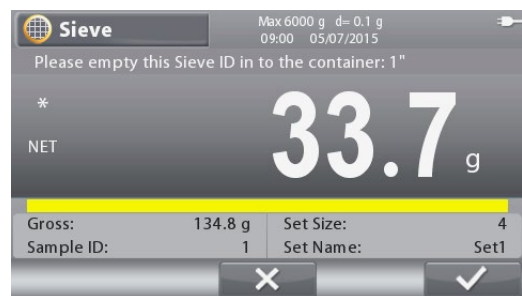 Sieve
Max 6000 g d= 0.1 g
09:00 05/07/2015
Please empty this Sieve ID in to the container: 1"
*
33.7 g
NET
Gross: 134.8 g Set Size: 4
Sample ID: 1 Set Name: Set1